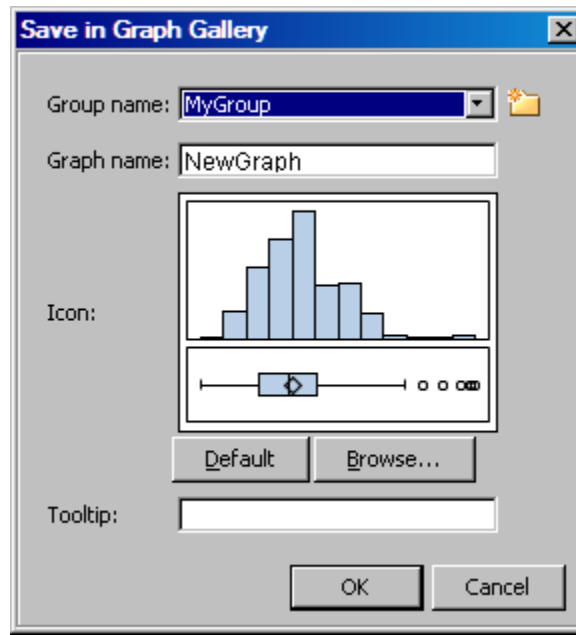 Save in Graph Gallery
Group name: MyGroup
Graph name: NewGraph
Icon:
Default Browse...
Tooltip:
OK Cancel